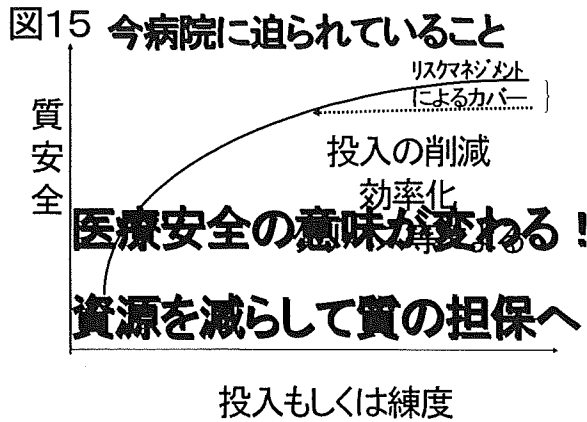 図15 今病院に迫られていること
リスクマネジメント
によるカバー
質
安
全
投入の削減
効率化
医療安全の意味が変わる！
資源を減らして質の担保へ
投入もしくは練度